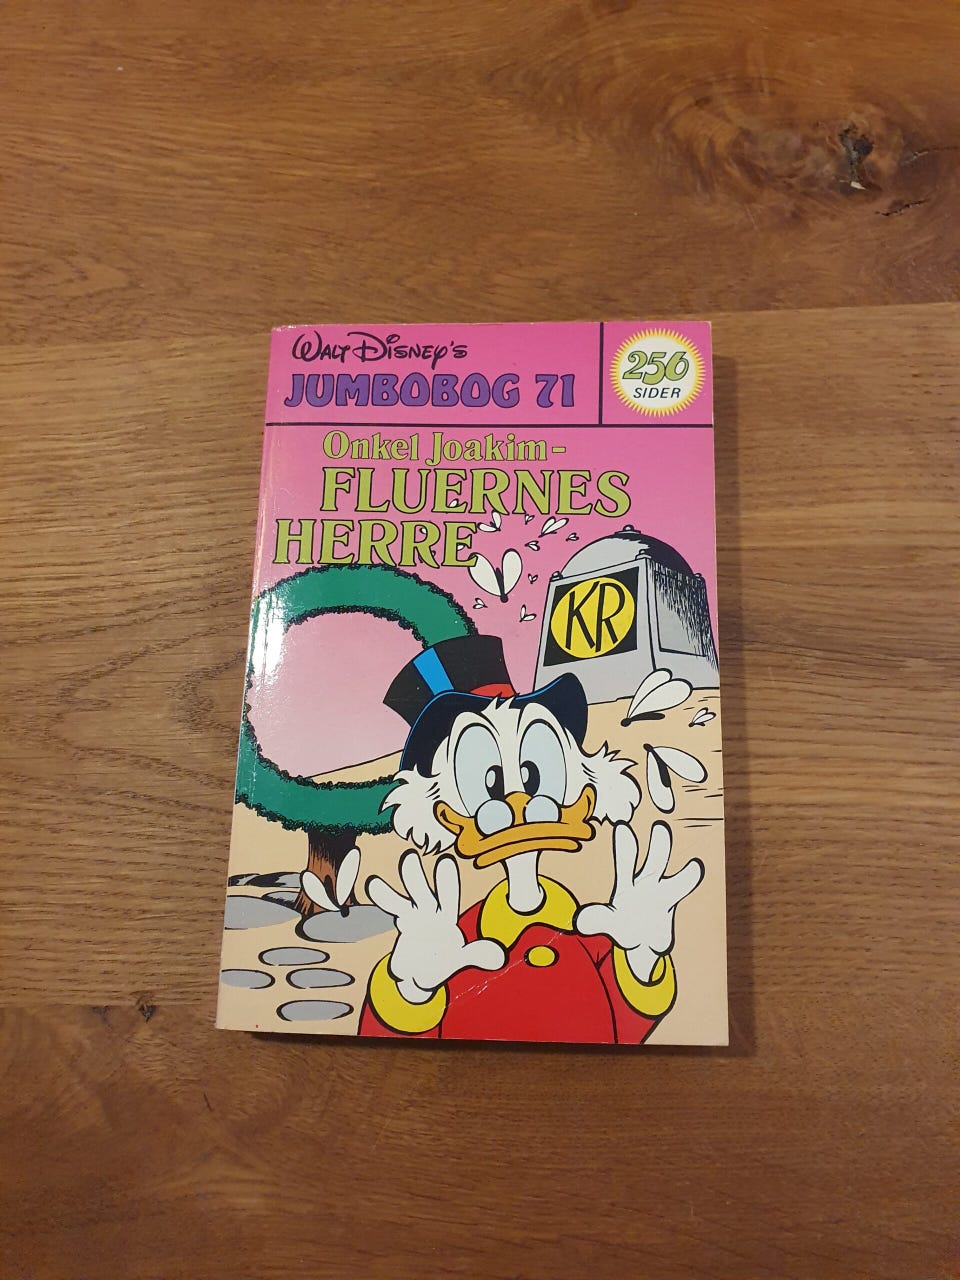 WALT DISNEY'S
JUMBOBOG 71
256
SIDER
Onkel Joakim-
FLUERNES
HERRE
KR